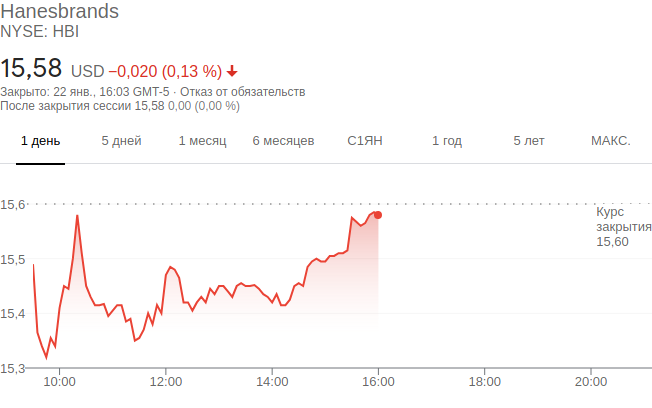 Hanesbrands
NYSE: HBI
15,58 USD −0,020 (0,13 %)
Закрыто: 22 янв., 16:03 GMT-5 · Отказ от обязательств
После закрытия сессии 15,58 0,00 (0,00 %)
1 день 5 дней 1 месяц 6 месяцев С1ЯН 1 год 5 лет МАКС.
15,6
Курс
закрытия
15,60
15,5
15,4
15,3
10:00 12:00 14:00 16:00 18:00 20:00